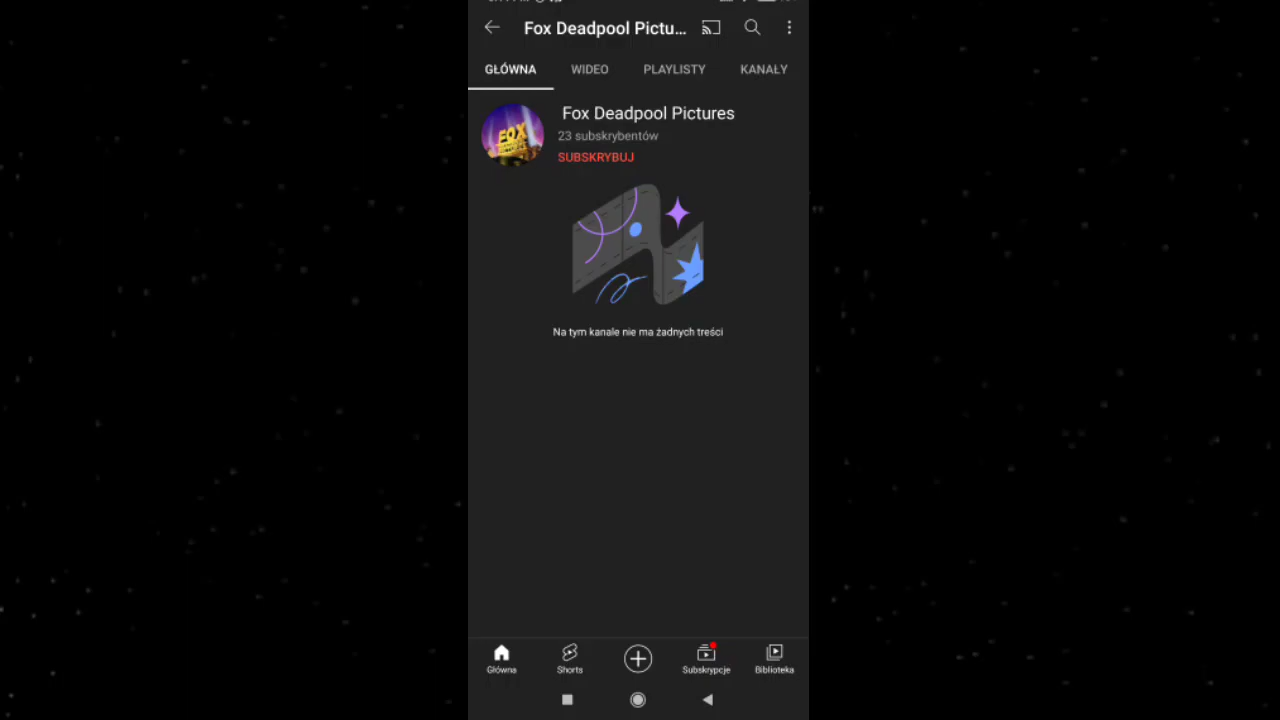 Fox Deadpool Pictu...
GŁÓWNA WIDEO PLAYLISTY KANAŁY
FOX
Fox Deadpool Pictures
23 subskrybentów
SUBSKRYBUJ
Na tym kanale nie ma żadnych treści
Główna Shorts Subskrypcje Biblioteka